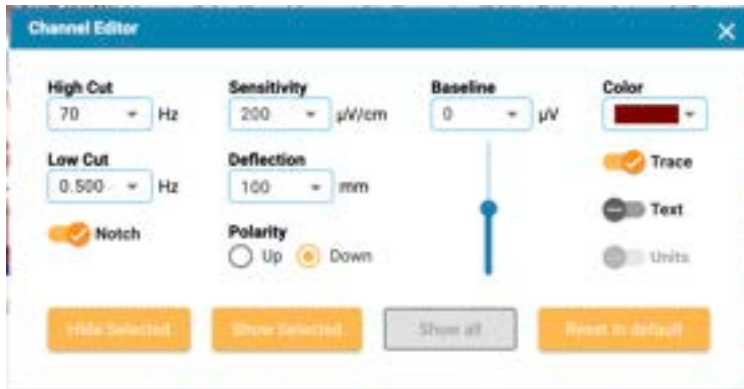 Channel Editor
High Cut
70 Hz
Sensitivity
200 µV/cm
Baseline
0 µV
Color
Low Cut
0.500 Hz
Deflection
100 mm
Trace
Text
Notch
Polarity
Up Down
Units
Hide Selected Show Selected Show all Reset to default